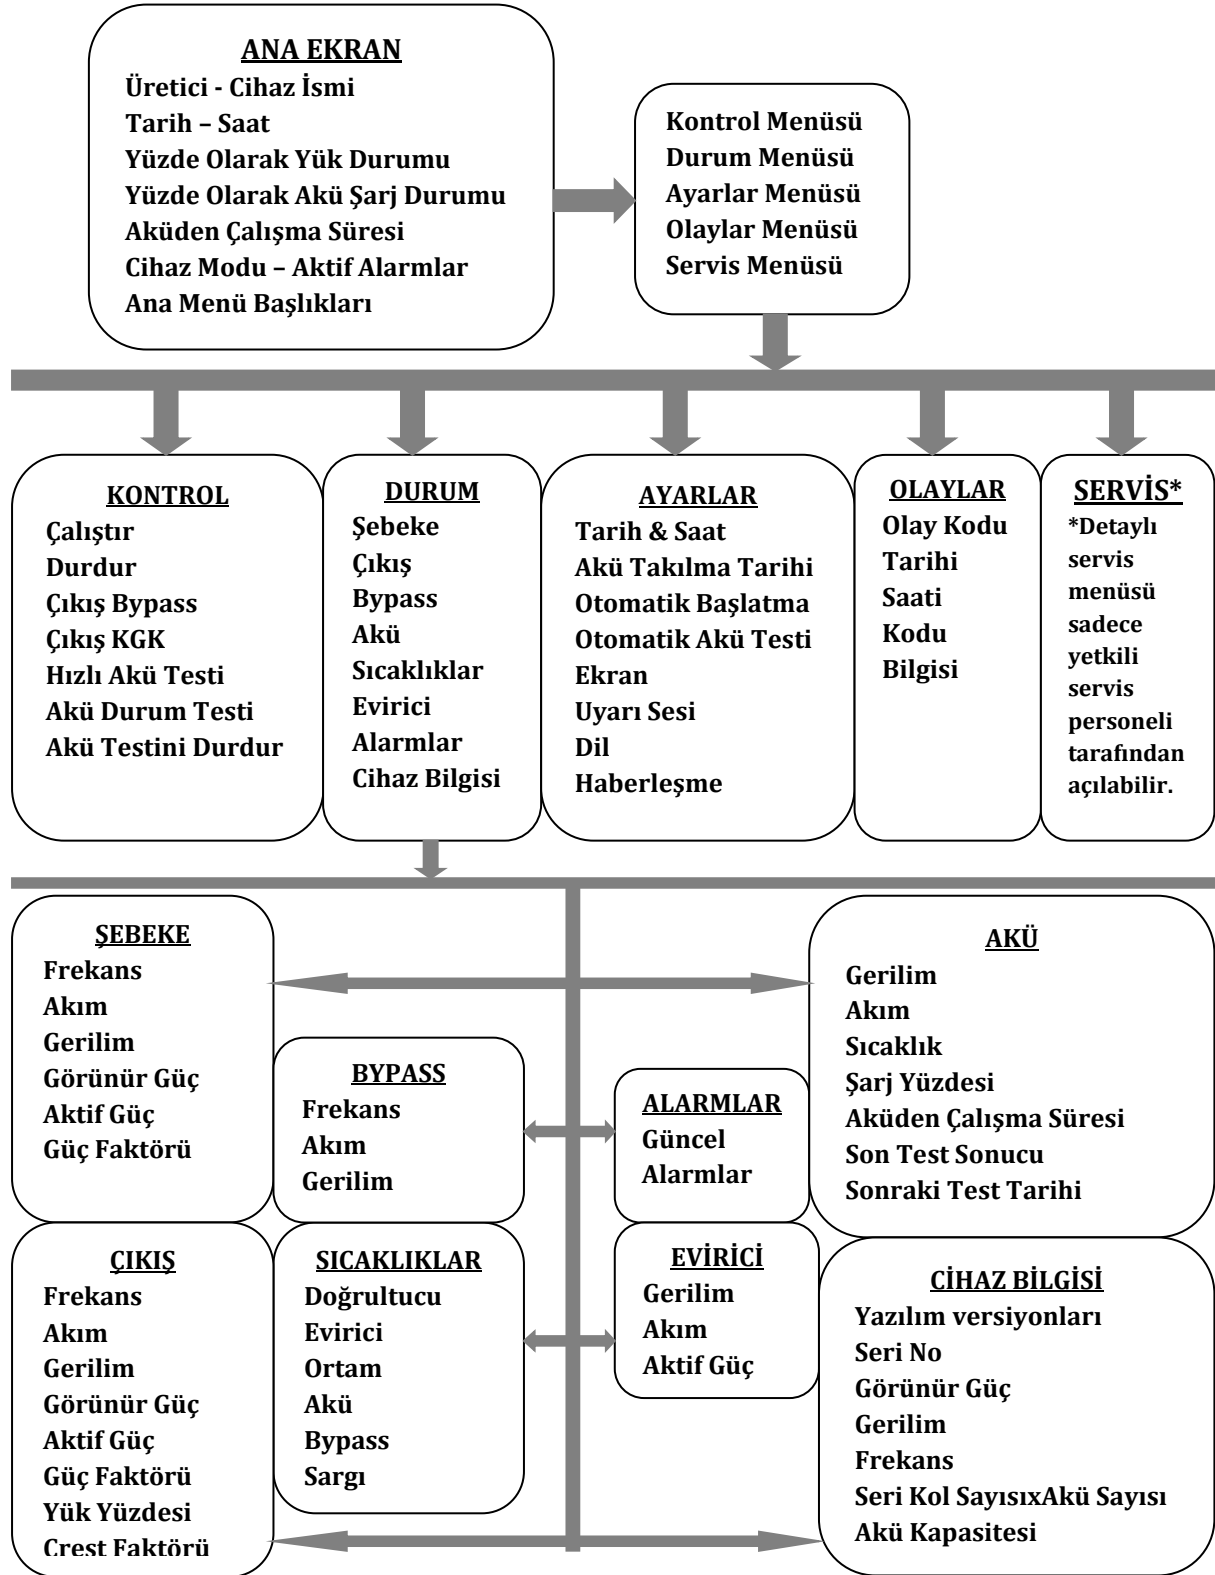 ANA EKRAN
Üretici - Cihaz İsmi
Tarih – Saat
Yüzde Olarak Yük Durumu
Yüzde Olarak Akü Şarj Durumu
Aküden Çalışma Süresi
Cihaz Modu – Aktif Alarmlar
Ana Menü Başlıkları
Kontrol Menüsü
Durum Menüsü
Ayarlar Menüsü
Olaylar Menüsü
Servis Menüsü
KONTROL
Çalıştır
Durdur
Çıkış Bypass
Çıkış KGK
Hızlı Akü Testi
Akü Durum Testi
Akü Testini Durdur
DURUM
Şebeke
Çıkış
Bypass
Akü
Sıcaklıklar
Evirici
Alarmlar
Cihaz Bilgisi
AYARLAR
Tarih & Saat
Akü Takılma Tarihi
Otomatik Başlatma
Otomatik Akü Testi
Ekran
Uyarı Sesi
Dil
Haberleşme
OLAYLAR
Olay Kodu
Tarihi
Saati
Kodu
Bilgisi
SERVİS*
*Detaylı
servis
menüsü
sadece
yetkili
servis
personeli
tarafından
açılabilir.
ŞEBEKE
Frekans
Akım
Gerilim
Görünür Güç
Aktif Güç
Güç Faktörü
BYPASS
Frekans
Akım
Gerilim
ALARMLAR
Güncel
Alarmlar
AKÜ
Gerilim
Akım
Sıcaklık
Şarj Yüzdesi
Aküden Çalışma Süresi
Son Test Sonucu
Sonraki Test Tarihi
ÇIKIŞ
Frekans
Akım
Gerilim
Görünür Güç
Aktif Güç
Güç Faktörü
Yük Yüzdesi
Crest Faktörü
SICAKLIKLAR
Doğrultucu
Evirici
Ortam
Akü
Bypass
Sargı
EVİRİCİ
Gerilim
Akım
Aktif Güç
CİHAZ BİLGİSİ
Yazılım versiyonları
Seri No
Görünür Güç
Gerilim
Frekans
Seri Kol SayısıxAkü Sayısı
Akü Kapasitesi